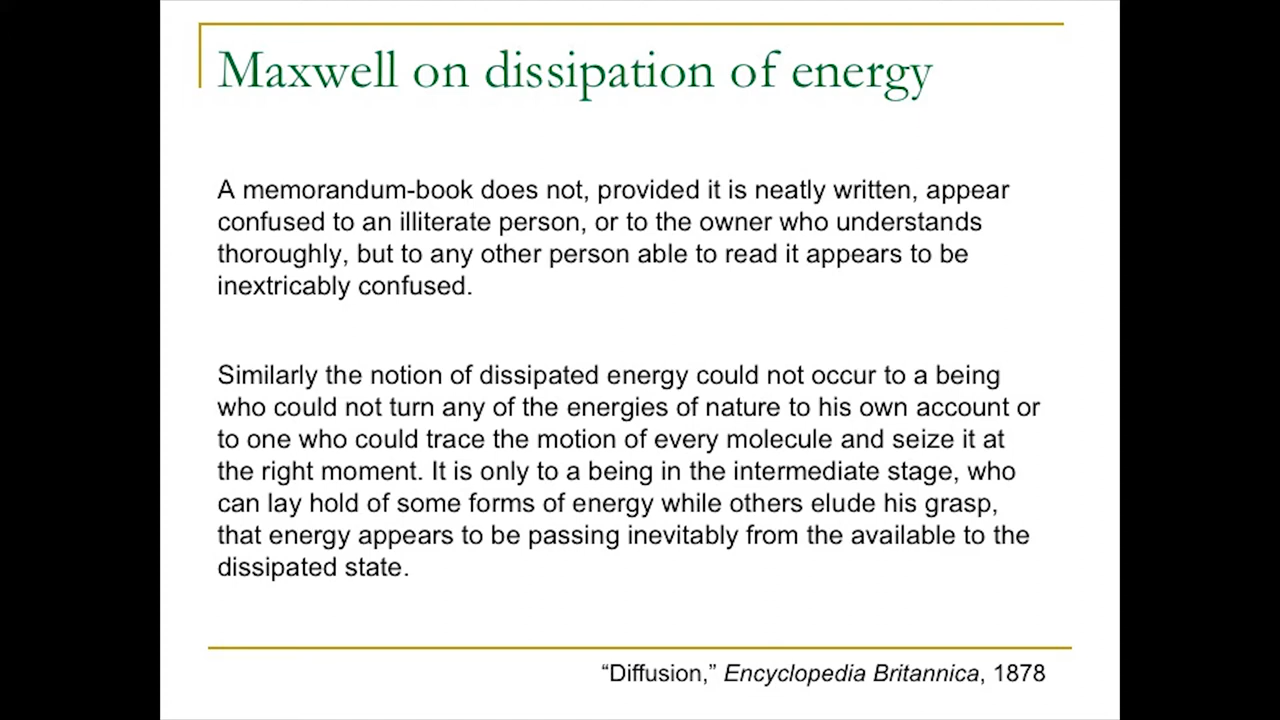 Maxwell on dissipation of energy
A memorandum-book does not, provided it is neatly written, appear
confused to an illiterate person, or to the owner who understands
thoroughly, but to any other person able to read it appears to be
inextricably confused.
Similarly the notion of dissipated energy could not occur to a being
who could not turn any of the energies of nature to his own account or
to one who could trace the motion of every molecule and seize it at
the right moment. It is only to a being in the intermediate stage, who
can lay hold of some forms of energy while others elude his grasp,
that energy appears to be passing inevitably from the available to the
dissipated state.
“Diffusion,” Encyclopedia Britannica, 1878